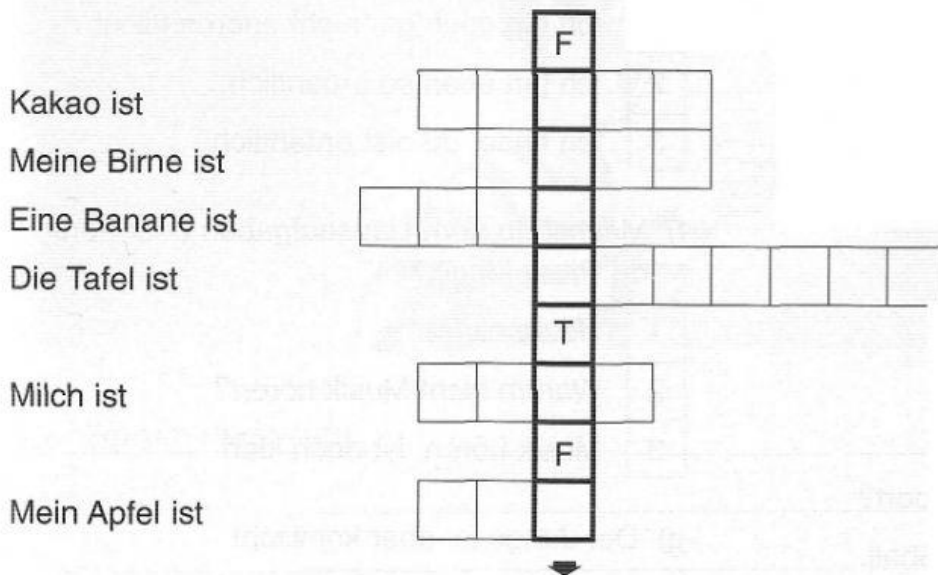 F
Kakao ist
Meine Birne ist
Eine Banane ist
Die Tafel ist
T
Milch ist
F
Mein Apfel ist